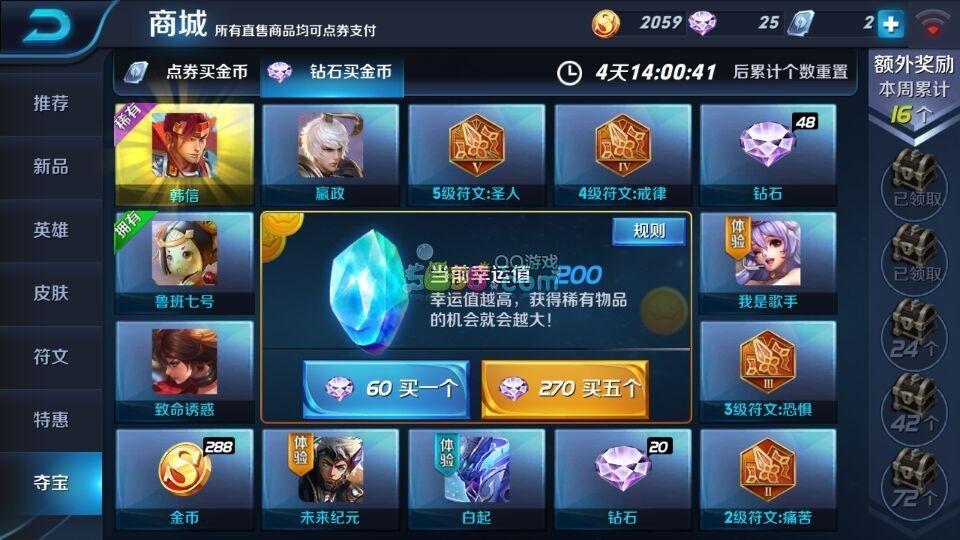 商城 所有直售商品均可点券支付
2059
25
2
点券买金币
钻石买金币
4天14:00:41 后累计个数重置
额外奖励
本周累计
16个
已领取
已领取
24个
42个
72个
推荐
新品
英雄
皮肤
符文
特惠
夺宝
稀有
韩信
嬴政
V
5级符文:圣人
IV
4级符文:戒律
48
钻石
拥有
鲁班七号
规则
当前幸运值 200
QQ游戏
幸运值越高，获得稀有物品
的机会就会越大！
60 买一个
270 买五个
体验
我是歌手
致命诱惑
III
3级符文:恐惧
288
金币
体验
未来纪元
体验
白起
20
钻石
II
2级符文:痛苦